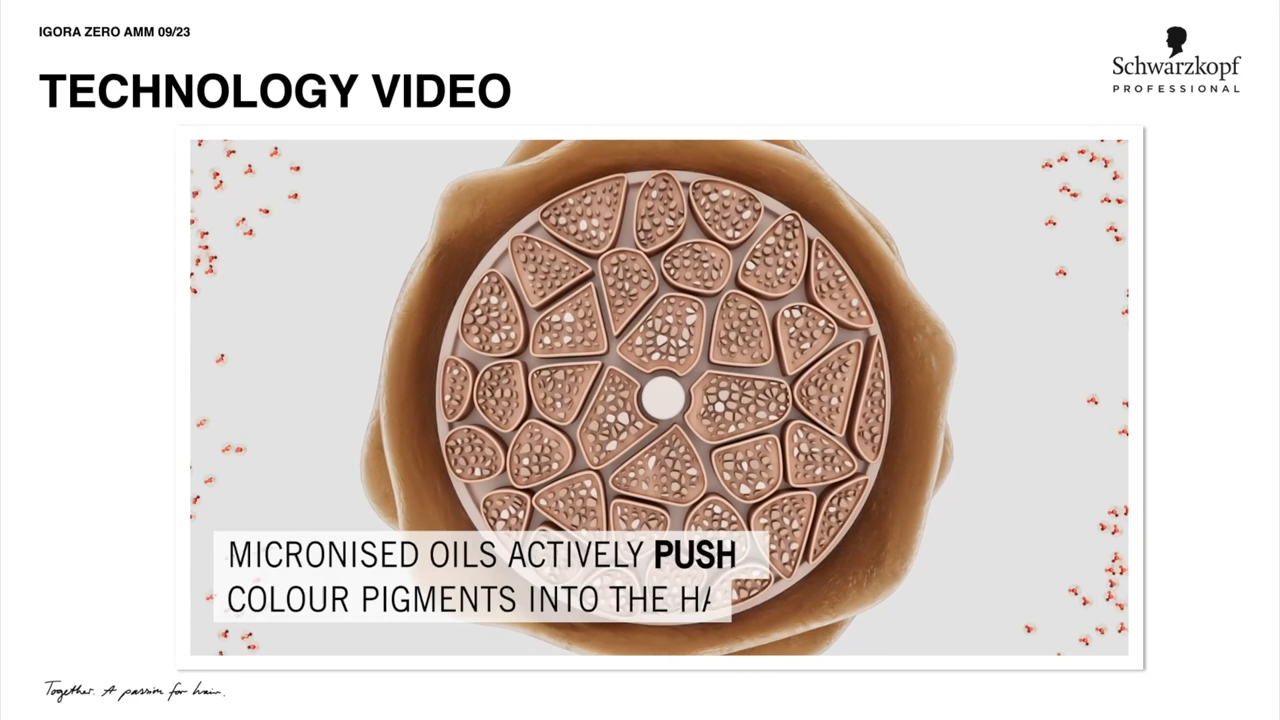 IGORA ZERO AMM 09/23
Schwarzkopf
PROFESSIONAL
TECHNOLOGY VIDEO
MICRONISED OILS ACTIVELY PUSH
COLOUR PIGMENTS INTO THE HA
Together. A passion for hair.